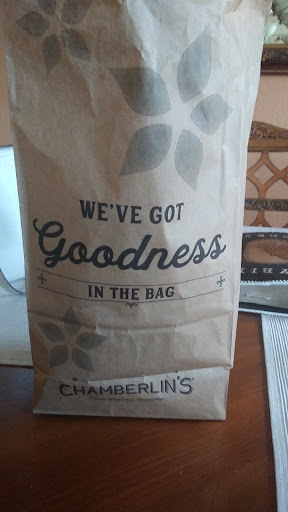 WE'VE GOT
Goodness
IN THE BAG
CHAMBERLIN'S